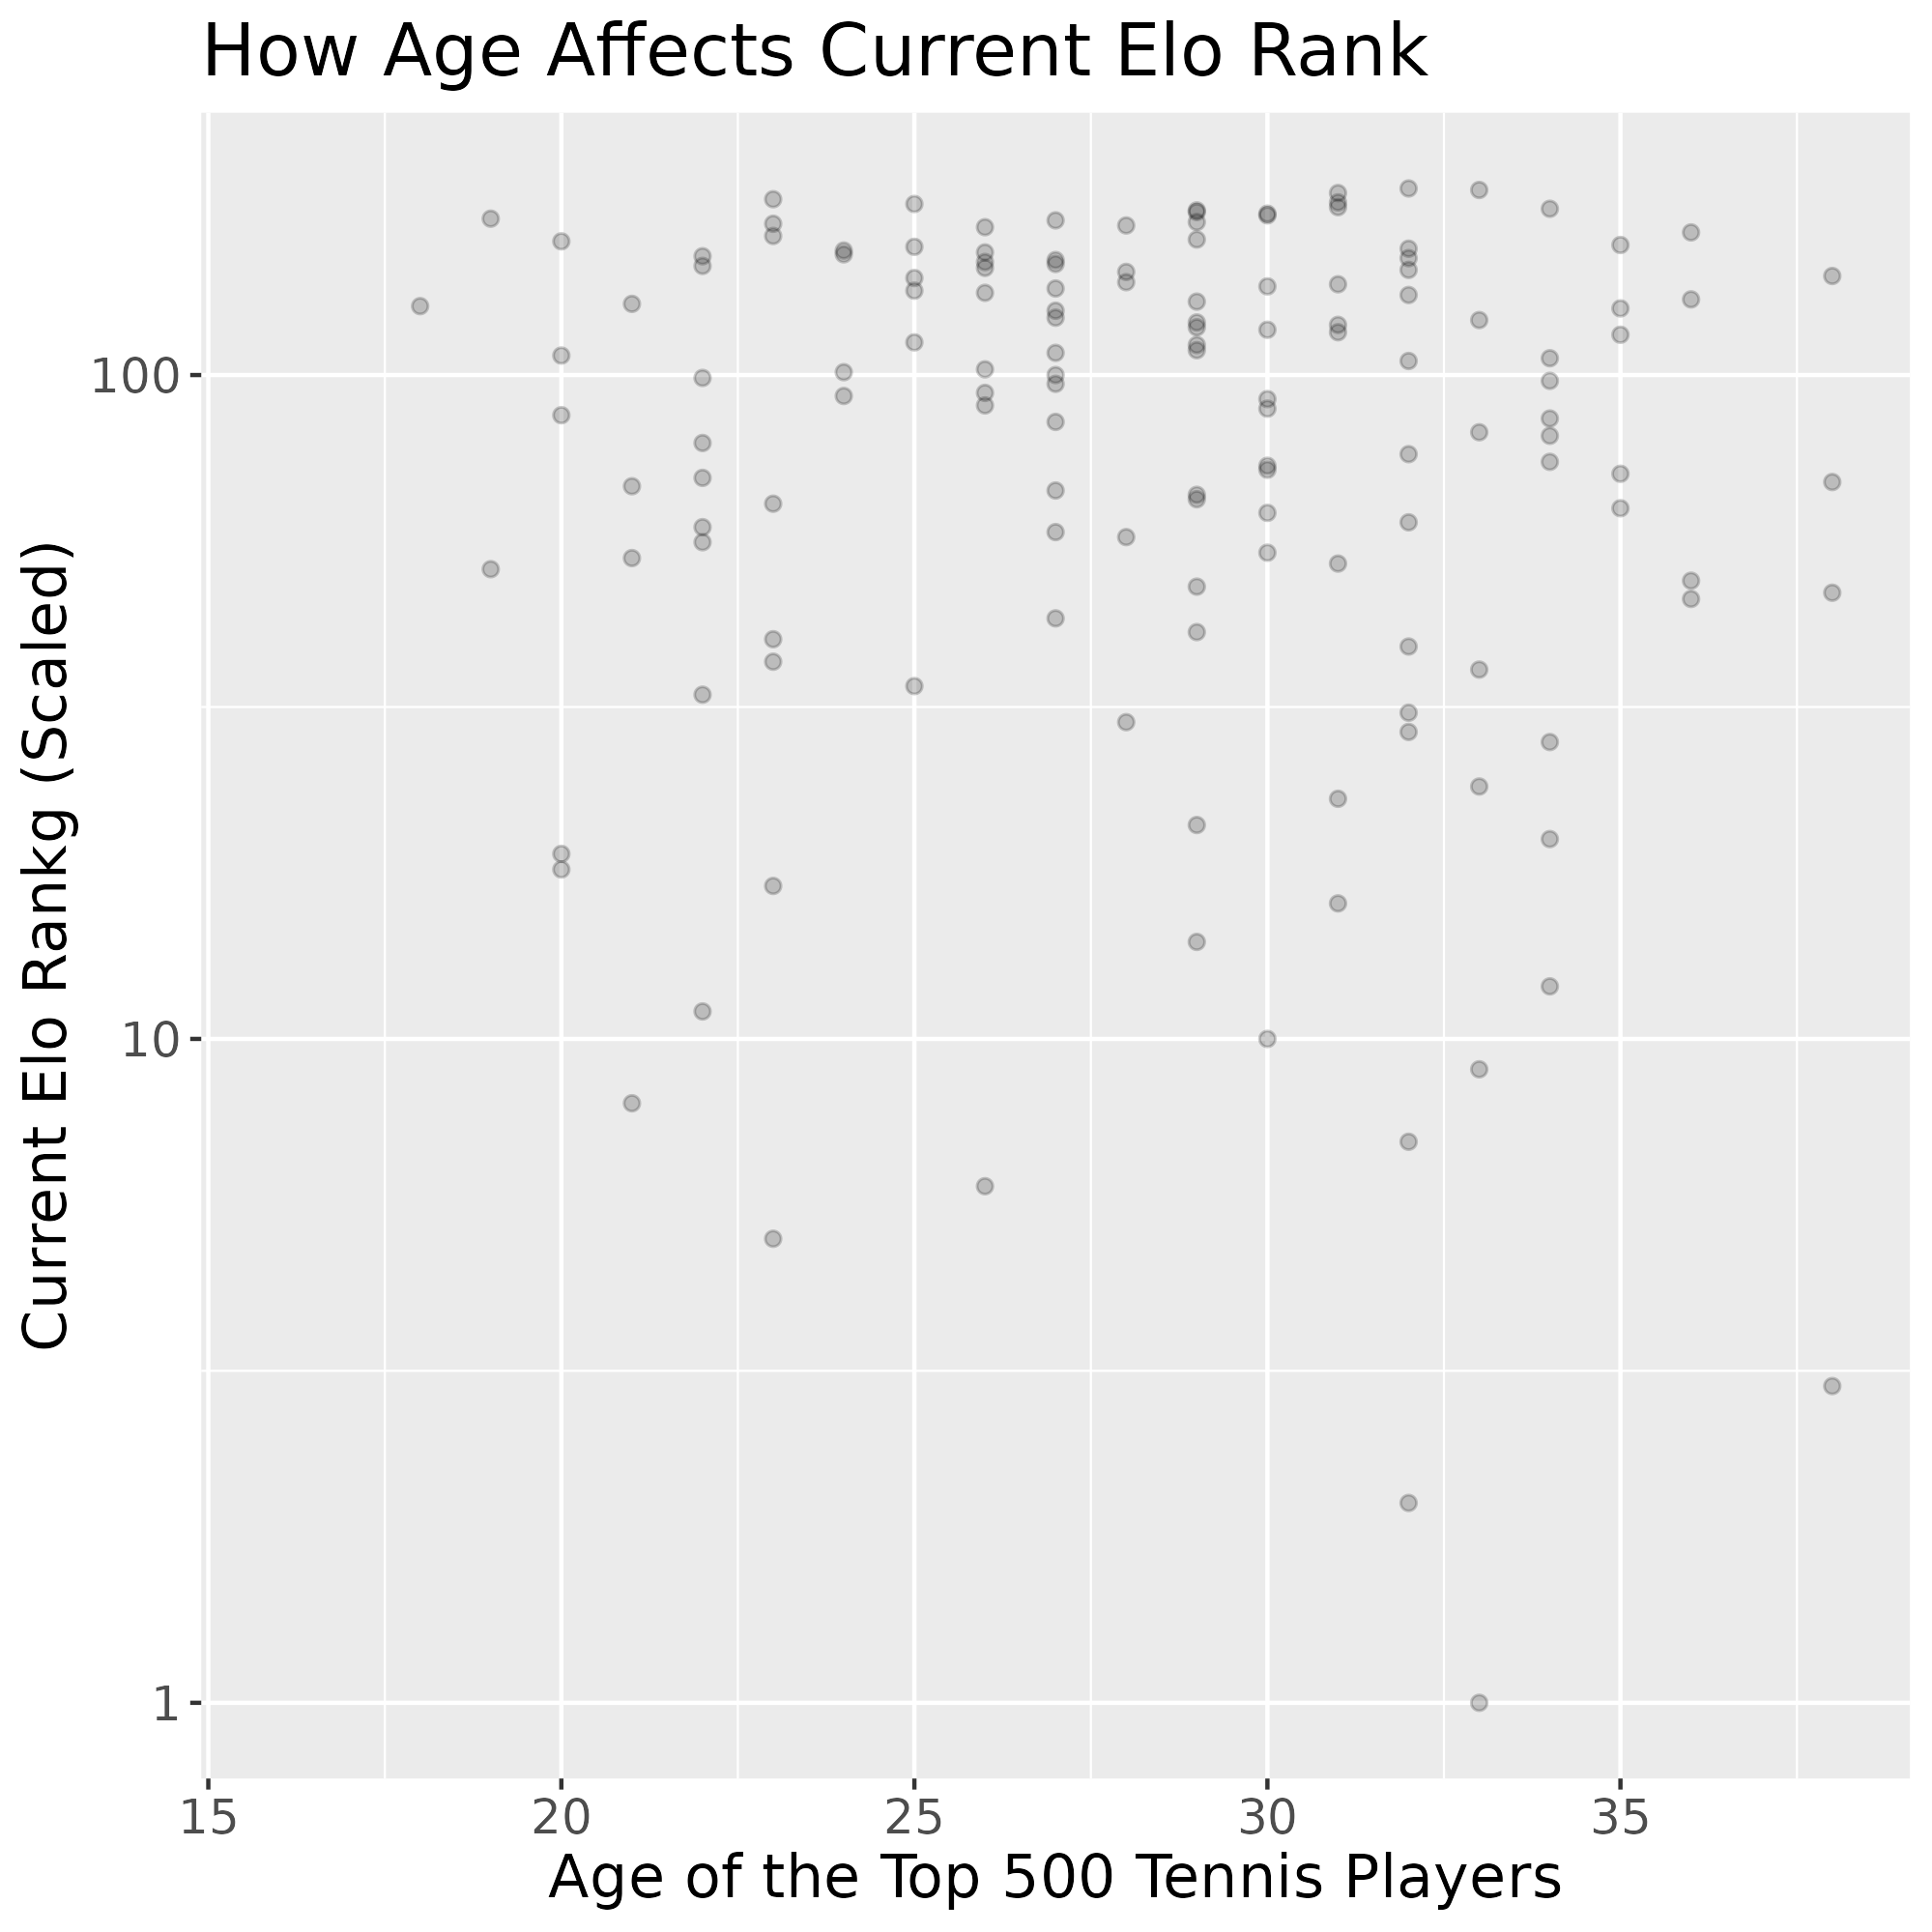 How Age Affects Current Elo Rank
Current Elo Rankg (Scaled)
100
10
1
15 20 25 30 35
Age of the Top 500 Tennis Players